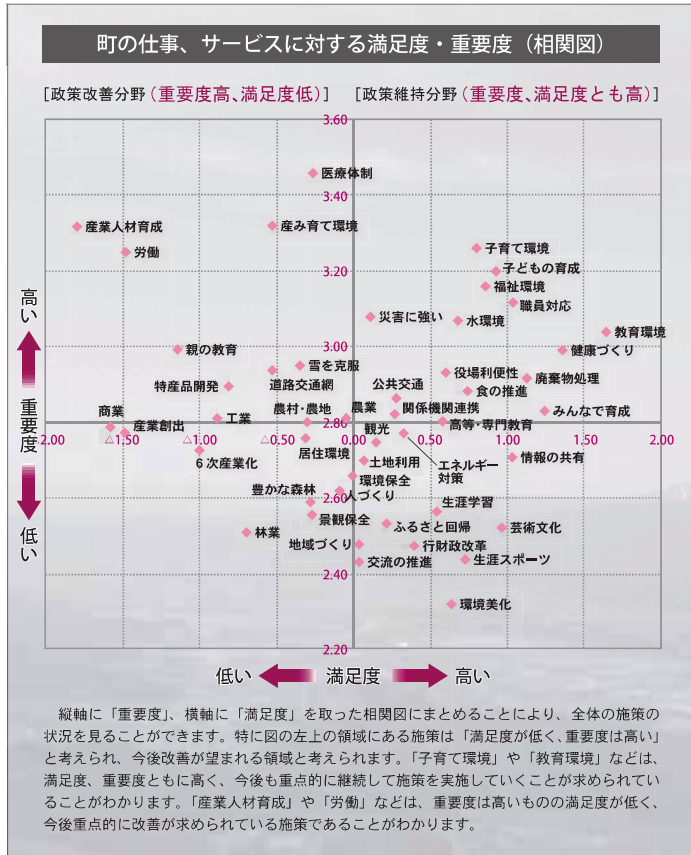 町の仕事、サービスに対する満足度・重要度（相関図）
[政策改善分野（重要度高、満足度低）] [政策維持分野（重要度、満足度とも高）]
3.60
医療体制
3.40
産業人材育成
産み育て環境
労働
子育て環境
3.20
子どもの育成
福祉環境
職員対応
災害に強い
水環境
教育環境
高い
3.00
親の教育
健康づくり
雪を克服
役場利便性
廃棄物処理
道路交通網
特産品開発
公共交通
食の推進
農村・農地
農業
関係機関連携
みんなで育成
商業
工業
重要度
2.80
高等・専門教育
産業創出
観光
2.00
△1.50
△1.00
△0.50
0.00
0.50
1.00
1.50
2.00
居住環境
6次産業化
土地利用
エネルギー
対策
情報の共有
環境保全
豊かな森林
人づくり
2.60
生涯学習
景観保全
ふるさと回帰
芸術文化
林業
地域づくり
行財政改革
低い
交流の推進
生涯スポーツ
2.40
環境美化
2.20
低い 満足度 高い
縦軸に「重要度」、横軸に「満足度」を取った相関図にまとめることにより、全体の施策の
状況を見ることができます。特に図の左上の領域にある施策は「満足度が低く、重要度は高い」
と考えられ、今後改善が望まれる領域と考えられます。「子育て環境」や「教育環境」などは、
満足度、重要度ともに高く、今後も重点的に継続して施策を実施していくことが求められてい
ることがわかります。「産業人材育成」や「労働」などは、重要度は高いものの満足度が低く、
今後重点的に改善が求められている施策であることがわかります。